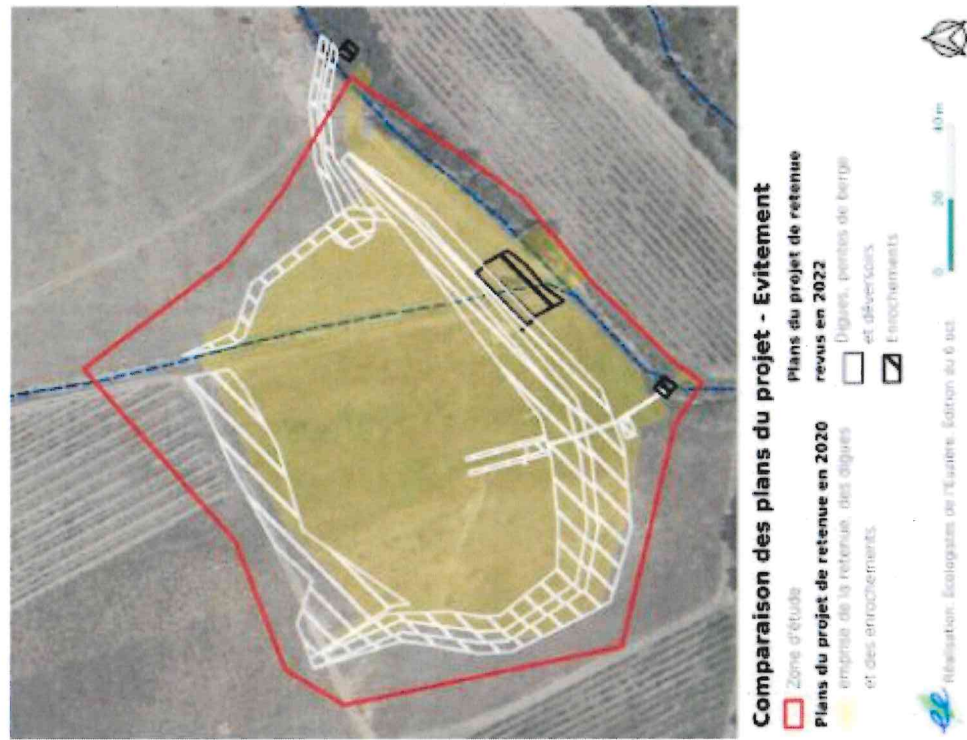 Comparaison des plans du projet - Evitement
Zone d'étude
Plans du projet de retenue en 2020
emprise de la retenue, des digues
et des enrochements
Plans du projet de retenue
revus en 2022
Digues, pentes de berge
et déversoirs
Enrochements
0 20 40 m
Réalisation: Ecologistes de l'Euzière. Edition du 6 oct.